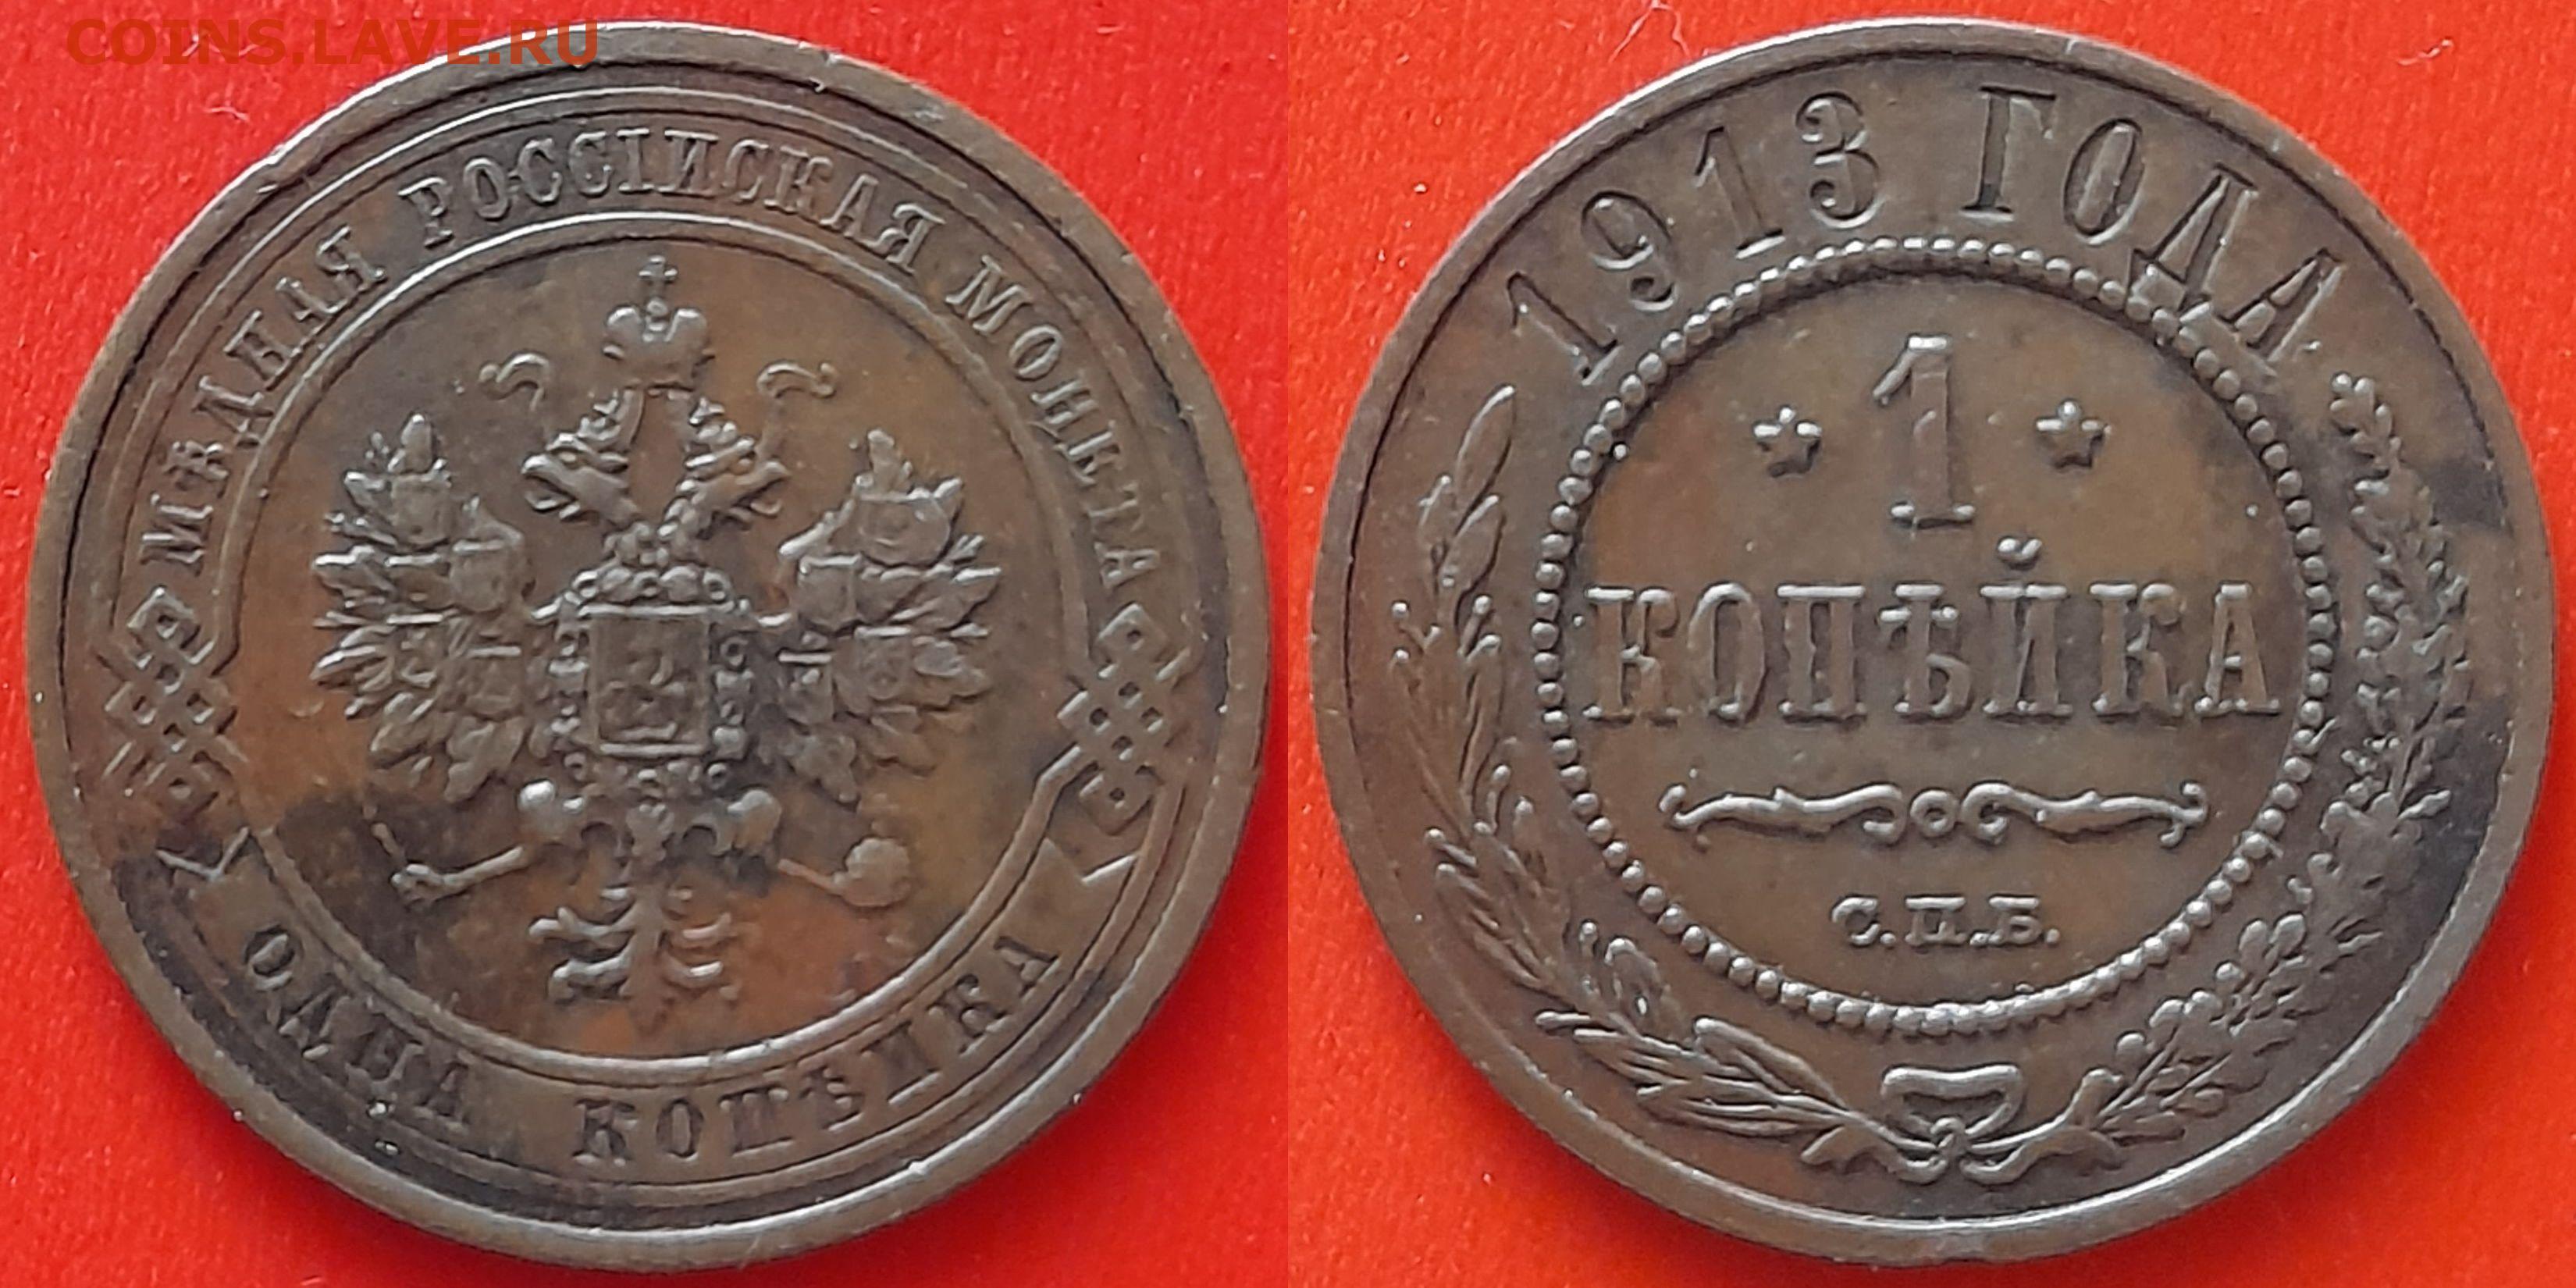 COINS.LAVE.RU
МѢДНАЯ РОССІЙСКАЯ МОНЕТА
ОДНА КОПѢЙКА
1913 ГОДА
1
КОПѢЙКА
С.П.Б.